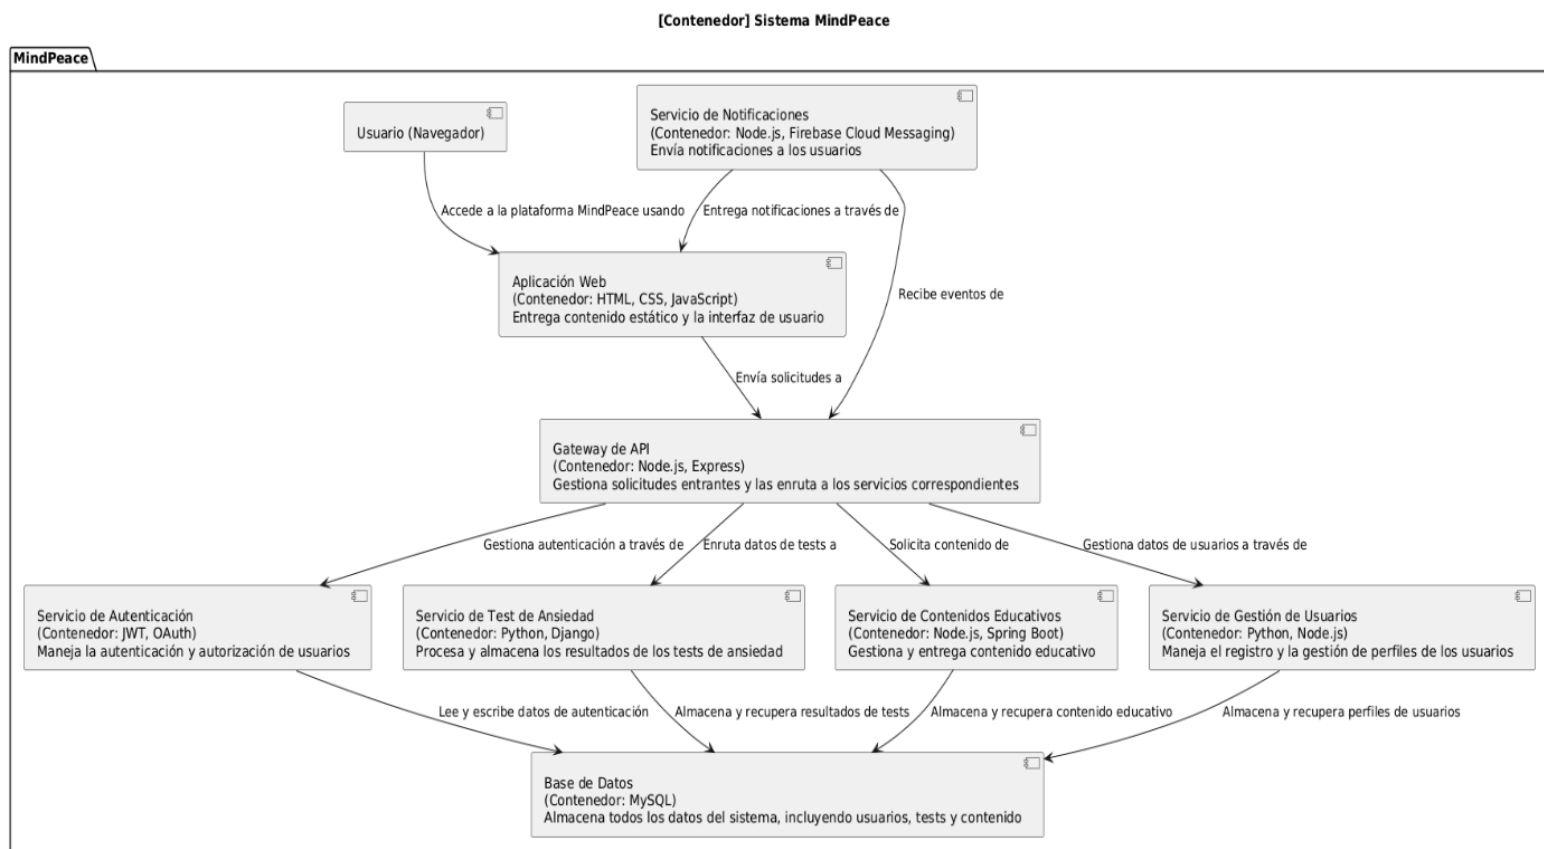 [Contenedor] Sistema MindPeace
MindPeace
Usuario (Navegador)
Servicio de Notificaciones
(Contenedor: Node.js, Firebase Cloud Messaging)
Envía notificaciones a los usuarios
Accede a la plataforma MindPeace usando
Entrega notificaciones a través de
Aplicación Web
(Contenedor: HTML, CSS, JavaScript)
Entrega contenido estático y la interfaz de usuario
Recibe eventos de
Envía solicitudes a
Gateway de API
(Contenedor: Node.js, Express)
Gestiona solicitudes entrantes y las enruta a los servicios correspondientes
Gestiona autenticación a través de
Enruta datos de tests a
Solicita contenido de
Gestiona datos de usuarios a través de
Servicio de Autenticación
(Contenedor: JWT, OAuth)
Maneja la autenticación y autorización de usuarios
Servicio de Test de Ansiedad
(Contenedor: Python, Django)
Procesa y almacena los resultados de los tests de ansiedad
Servicio de Contenidos Educativos
(Contenedor: Node.js, Spring Boot)
Gestiona y entrega contenido educativo
Servicio de Gestión de Usuarios
(Contenedor: Python, Node.js)
Maneja el registro y la gestión de perfiles de los usuarios
Lee y escribe datos de autenticación
Almacena y recupera resultados de tests
Almacena y recupera contenido educativo
Almacena y recupera perfiles de usuarios
Base de Datos
(Contenedor: MySQL)
Almacena todos los datos del sistema, incluyendo usuarios, tests y contenido